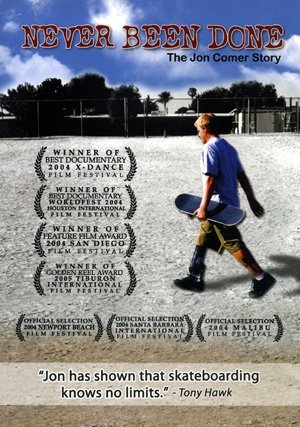 NEVER BEEN DONE
The Jon Comer Story
WINNER OF
BEST DOCUMENTARY
2004 X-DANCE
FILM FESTIVAL
WINNER OF
BEST DOCUMENTARY
WORLDFEST 2004
HOUSTON INTERNATIONAL
FILM FESTIVAL
WINNER OF
FEATURE FILM AWARD
2004 SAN DIEGO
FILM FESTIVAL
WINNER OF
GOLDEN REEL AWARD
2005 TIBURON
INTERNATIONAL
FILM FESTIVAL
OFFICIAL SELECTION
2004 NEWPORT BEACH
FILM FESTIVAL
OFFICIAL SELECTION
2004 SANTA BARBARA
INTERNATIONAL
FILM FESTIVAL
OFFICIAL SELECTION
2004 MALIBU
FILM FESTIVAL
"Jon has shown that skateboarding
knows no limits." - Tony Hawk